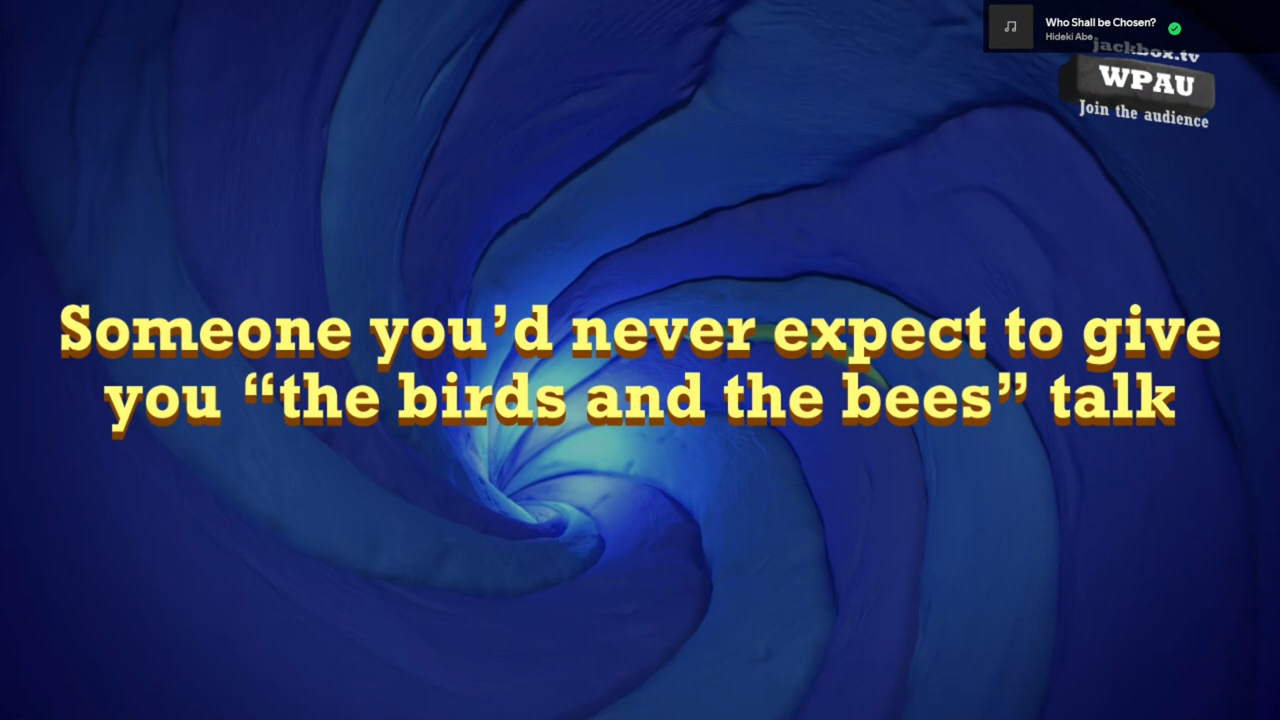 Who Shall be Chosen?
Hideki Abe
jackbox.tv
WPAU
Join the audience
Someone you’d never expect to give
you “the birds and the bees” talk